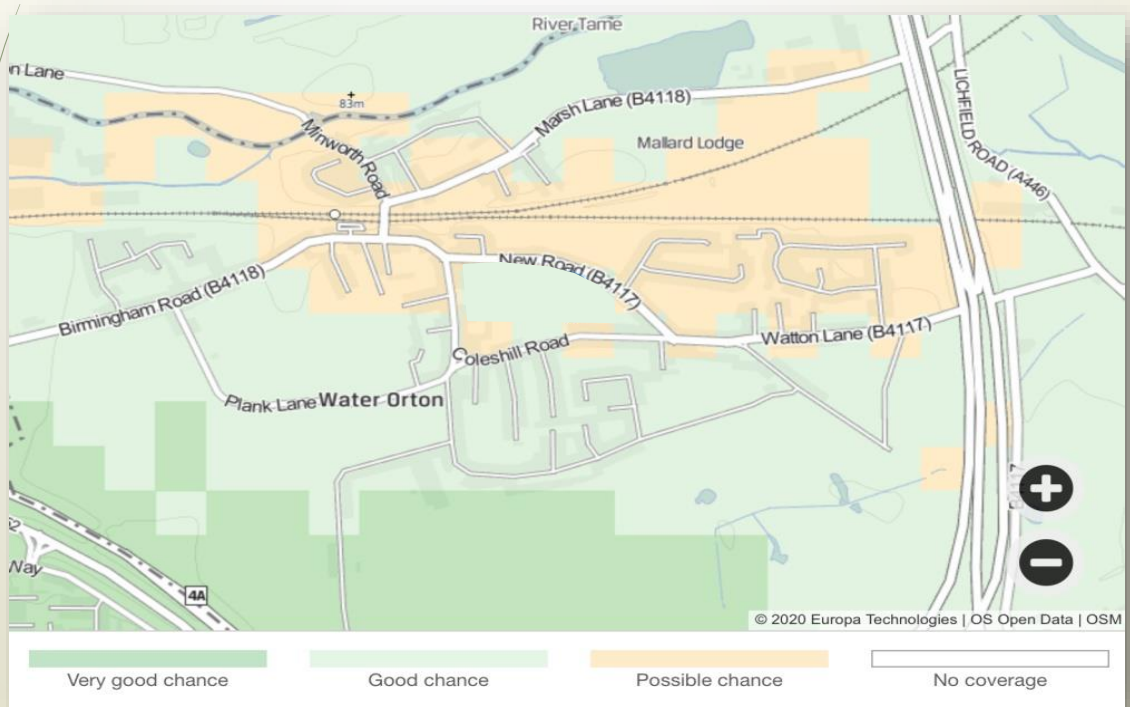 River Tame
n Lane
83m
Minworth Road
Marsh Lane (B4118)
Mallard Lodge
LICHFIELD ROAD (A446)
Birmingham Road (B4118)
New Road (B4117)
Coleshill Road
Watton Lane (B4117)
Plank Lane
Water Orton
Way
4A
© 2020 Europa Technologies | OS Open Data | OSM
Very good chance
Good chance
Possible chance
No coverage